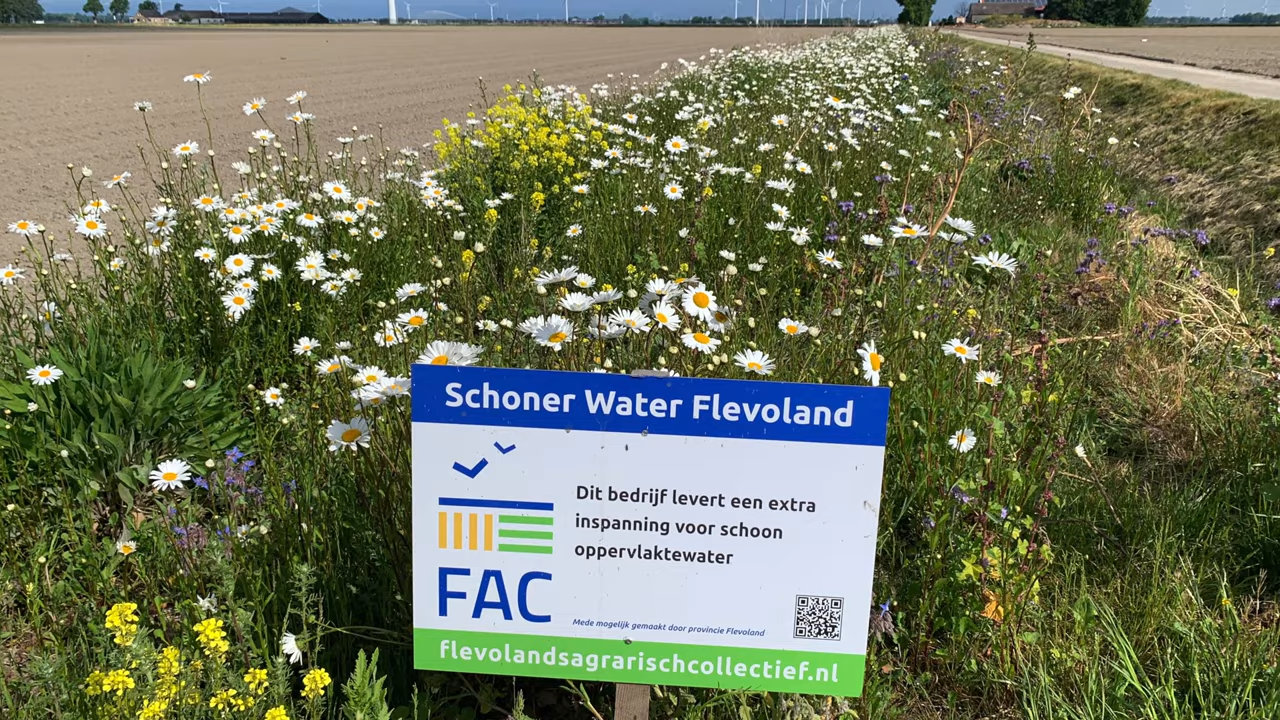 Schoner Water Flevoland
Dit bedrijf levert een extra
inspanning voor schoon
oppervlaktewater
FAC
Mede mogelijk gemaakt door provincie Flevoland
flevolandsagrarischcollectief.nl